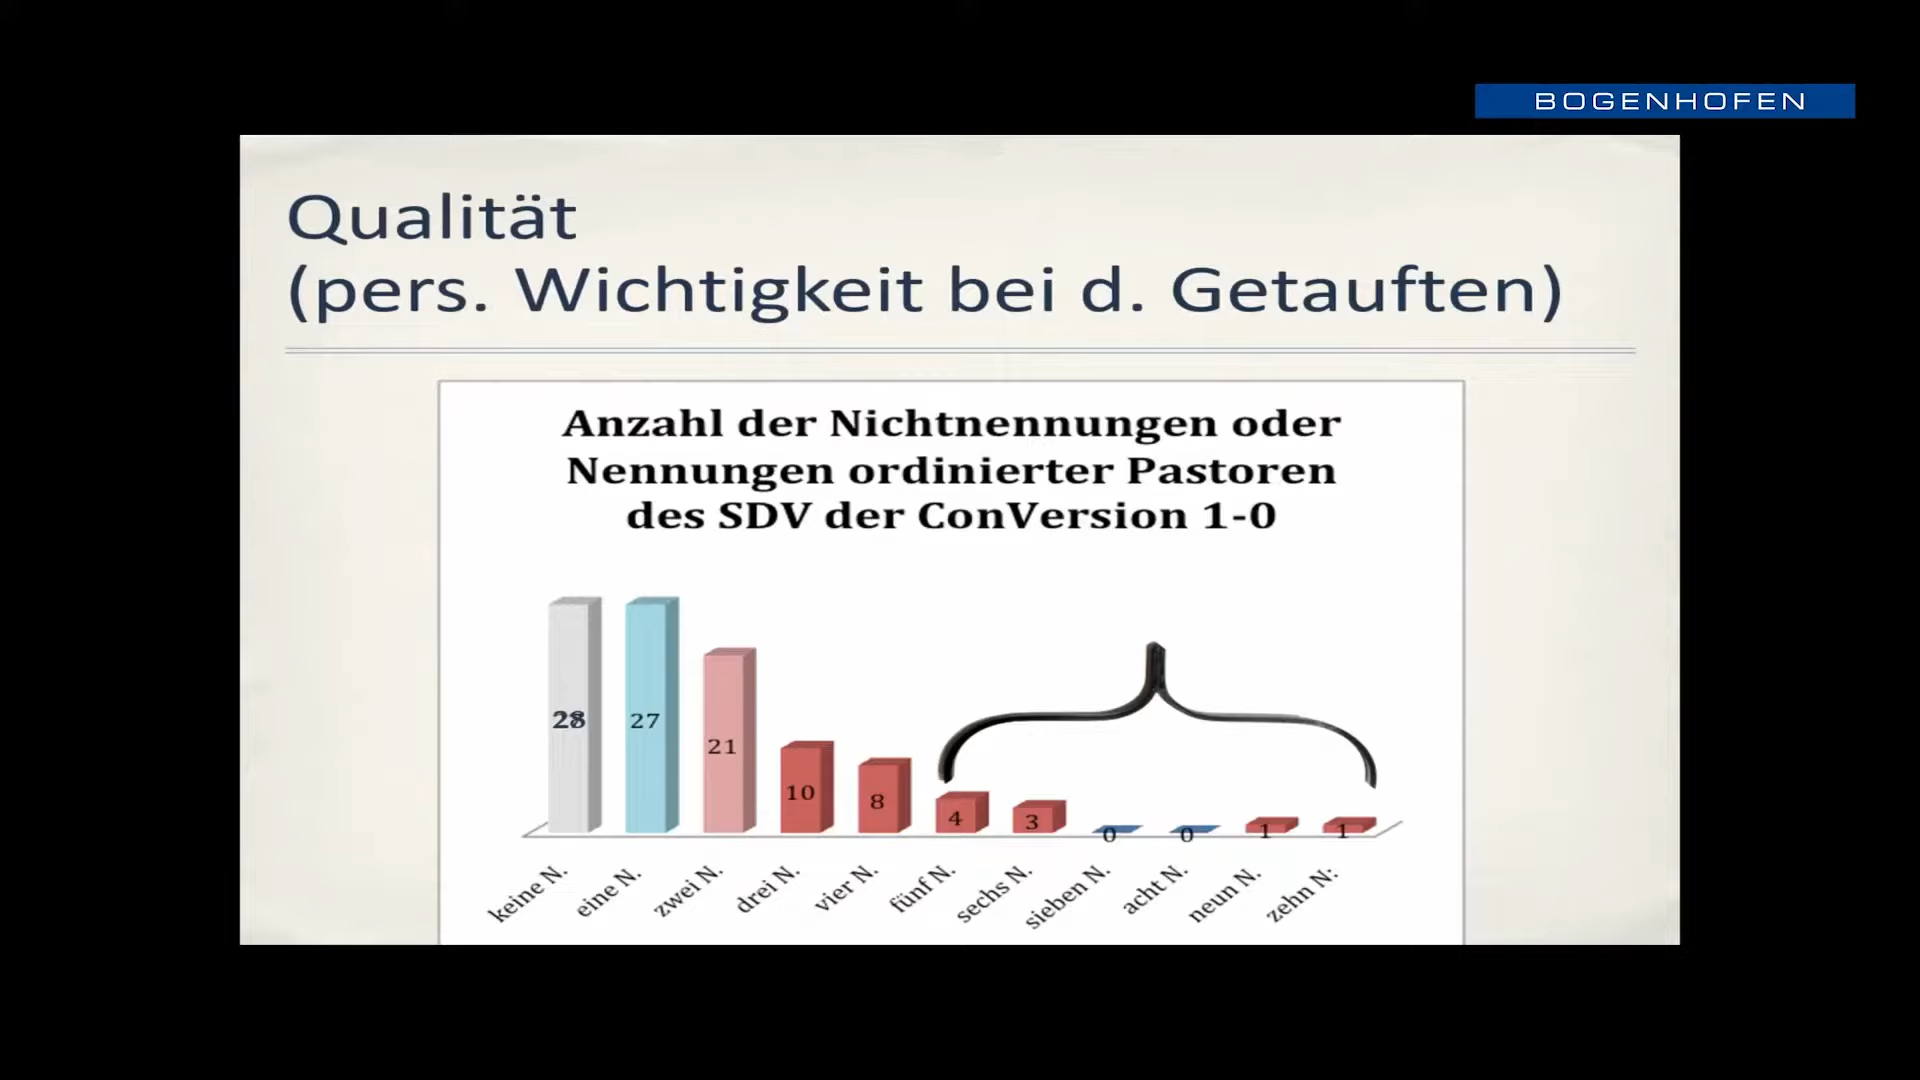 BOGENHOFEN
Qualität
(pers. Wichtigkeit bei d. Getauften)
Anzahl der Nichtnennungen oder
Nennungen ordinierter Pastoren
des SDV der ConVersion 1-0
27
21
10
8
4
3
0
0
1
1
keine N.
eine N.
zwei N.
drei N.
vier N.
fünf N.
sechs N.
sieben N.
acht N.
neun N.
zehn N: